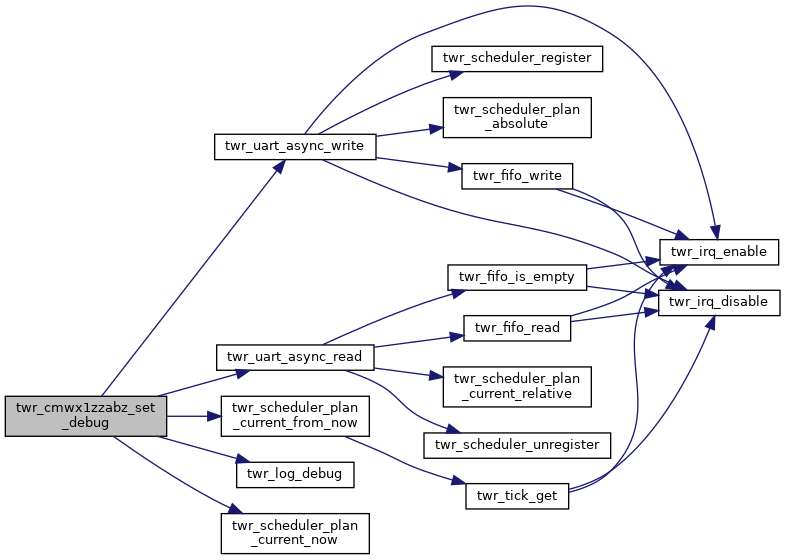 twr_scheduler_register
twr_scheduler_plan
_absolute
twr_uart_async_write
twr_fifo_write
twr_irq_enable
twr_fifo_is_empty
twr_irq_disable
twr_fifo_read
twr_uart_async_read
twr_scheduler_plan
_current_relative
twr_cmwx1zzabz_set
_debug
twr_scheduler_plan
_current_from_now
twr_scheduler_unregister
twr_log_debug
twr_tick_get
twr_scheduler_plan
_current_now